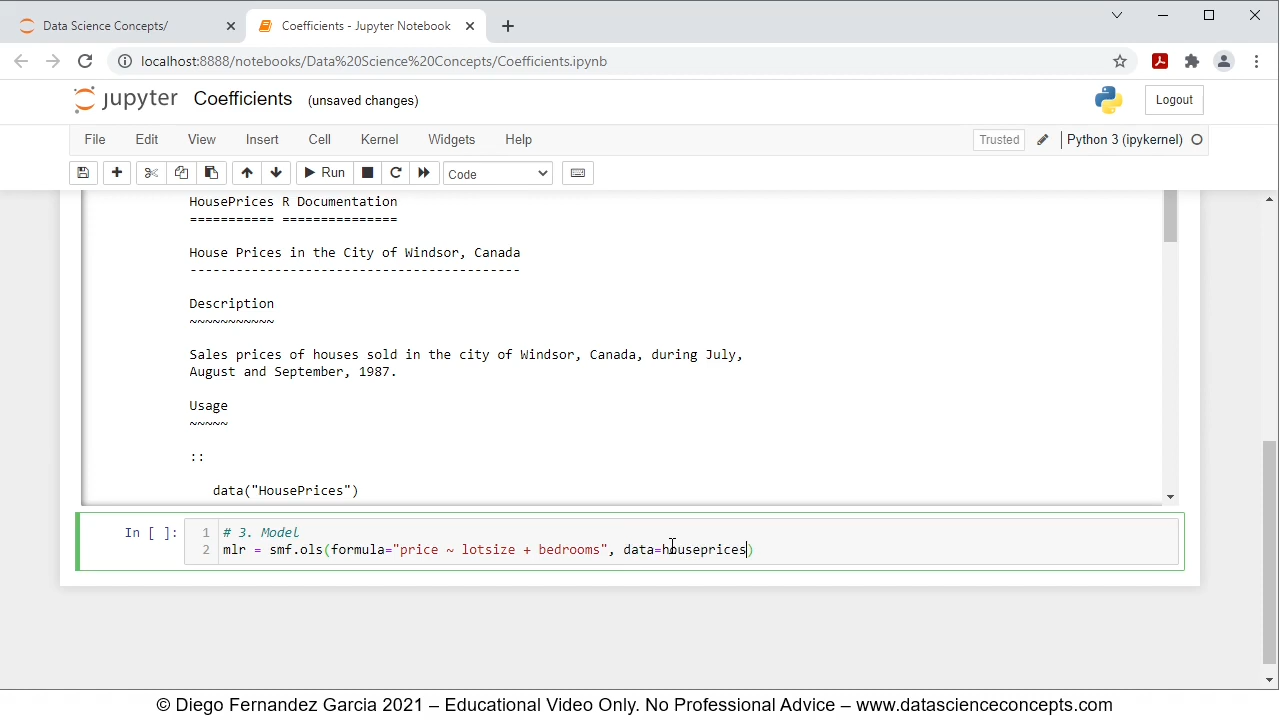 Data Science Concepts/
Coefficients - Jupyter Notebook
localhost:8888/notebooks/Data%20Science%20Concepts/Coefficients.ipynb
jupyter Coefficients (unsaved changes)
Logout
File Edit View Insert Cell Kernel Widgets Help
Trusted
Python 3 (ipykernel)
Run
Code
HousePrices R Documentation
=========== ===============
House Prices in the City of Windsor, Canada
-------------------------------------------
Description
~~~~~~~~~~~
Sales prices of houses sold in the city of Windsor, Canada, during July,
August and September, 1987.
Usage
~~~~~
::
data("HousePrices")
In [ ]:
1 # 3. Model
2 mlr = smf.ols(formula="price ~ lotsize + bedrooms", data=houseprices)
© Diego Fernandez Garcia 2021 – Educational Video Only. No Professional Advice – www.datascienceconcepts.com